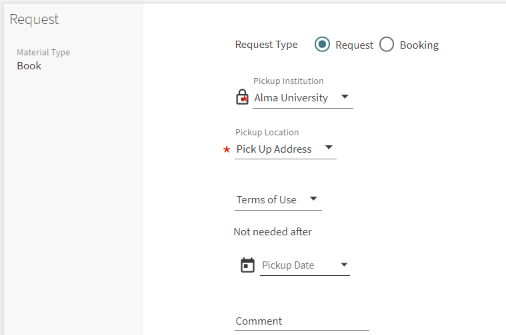 Request
Material Type
Book
Request Type Request Booking
Pickup Institution
Alma University
Pickup Location
* Pick Up Address
Terms of Use
Not needed after
Pickup Date
Comment